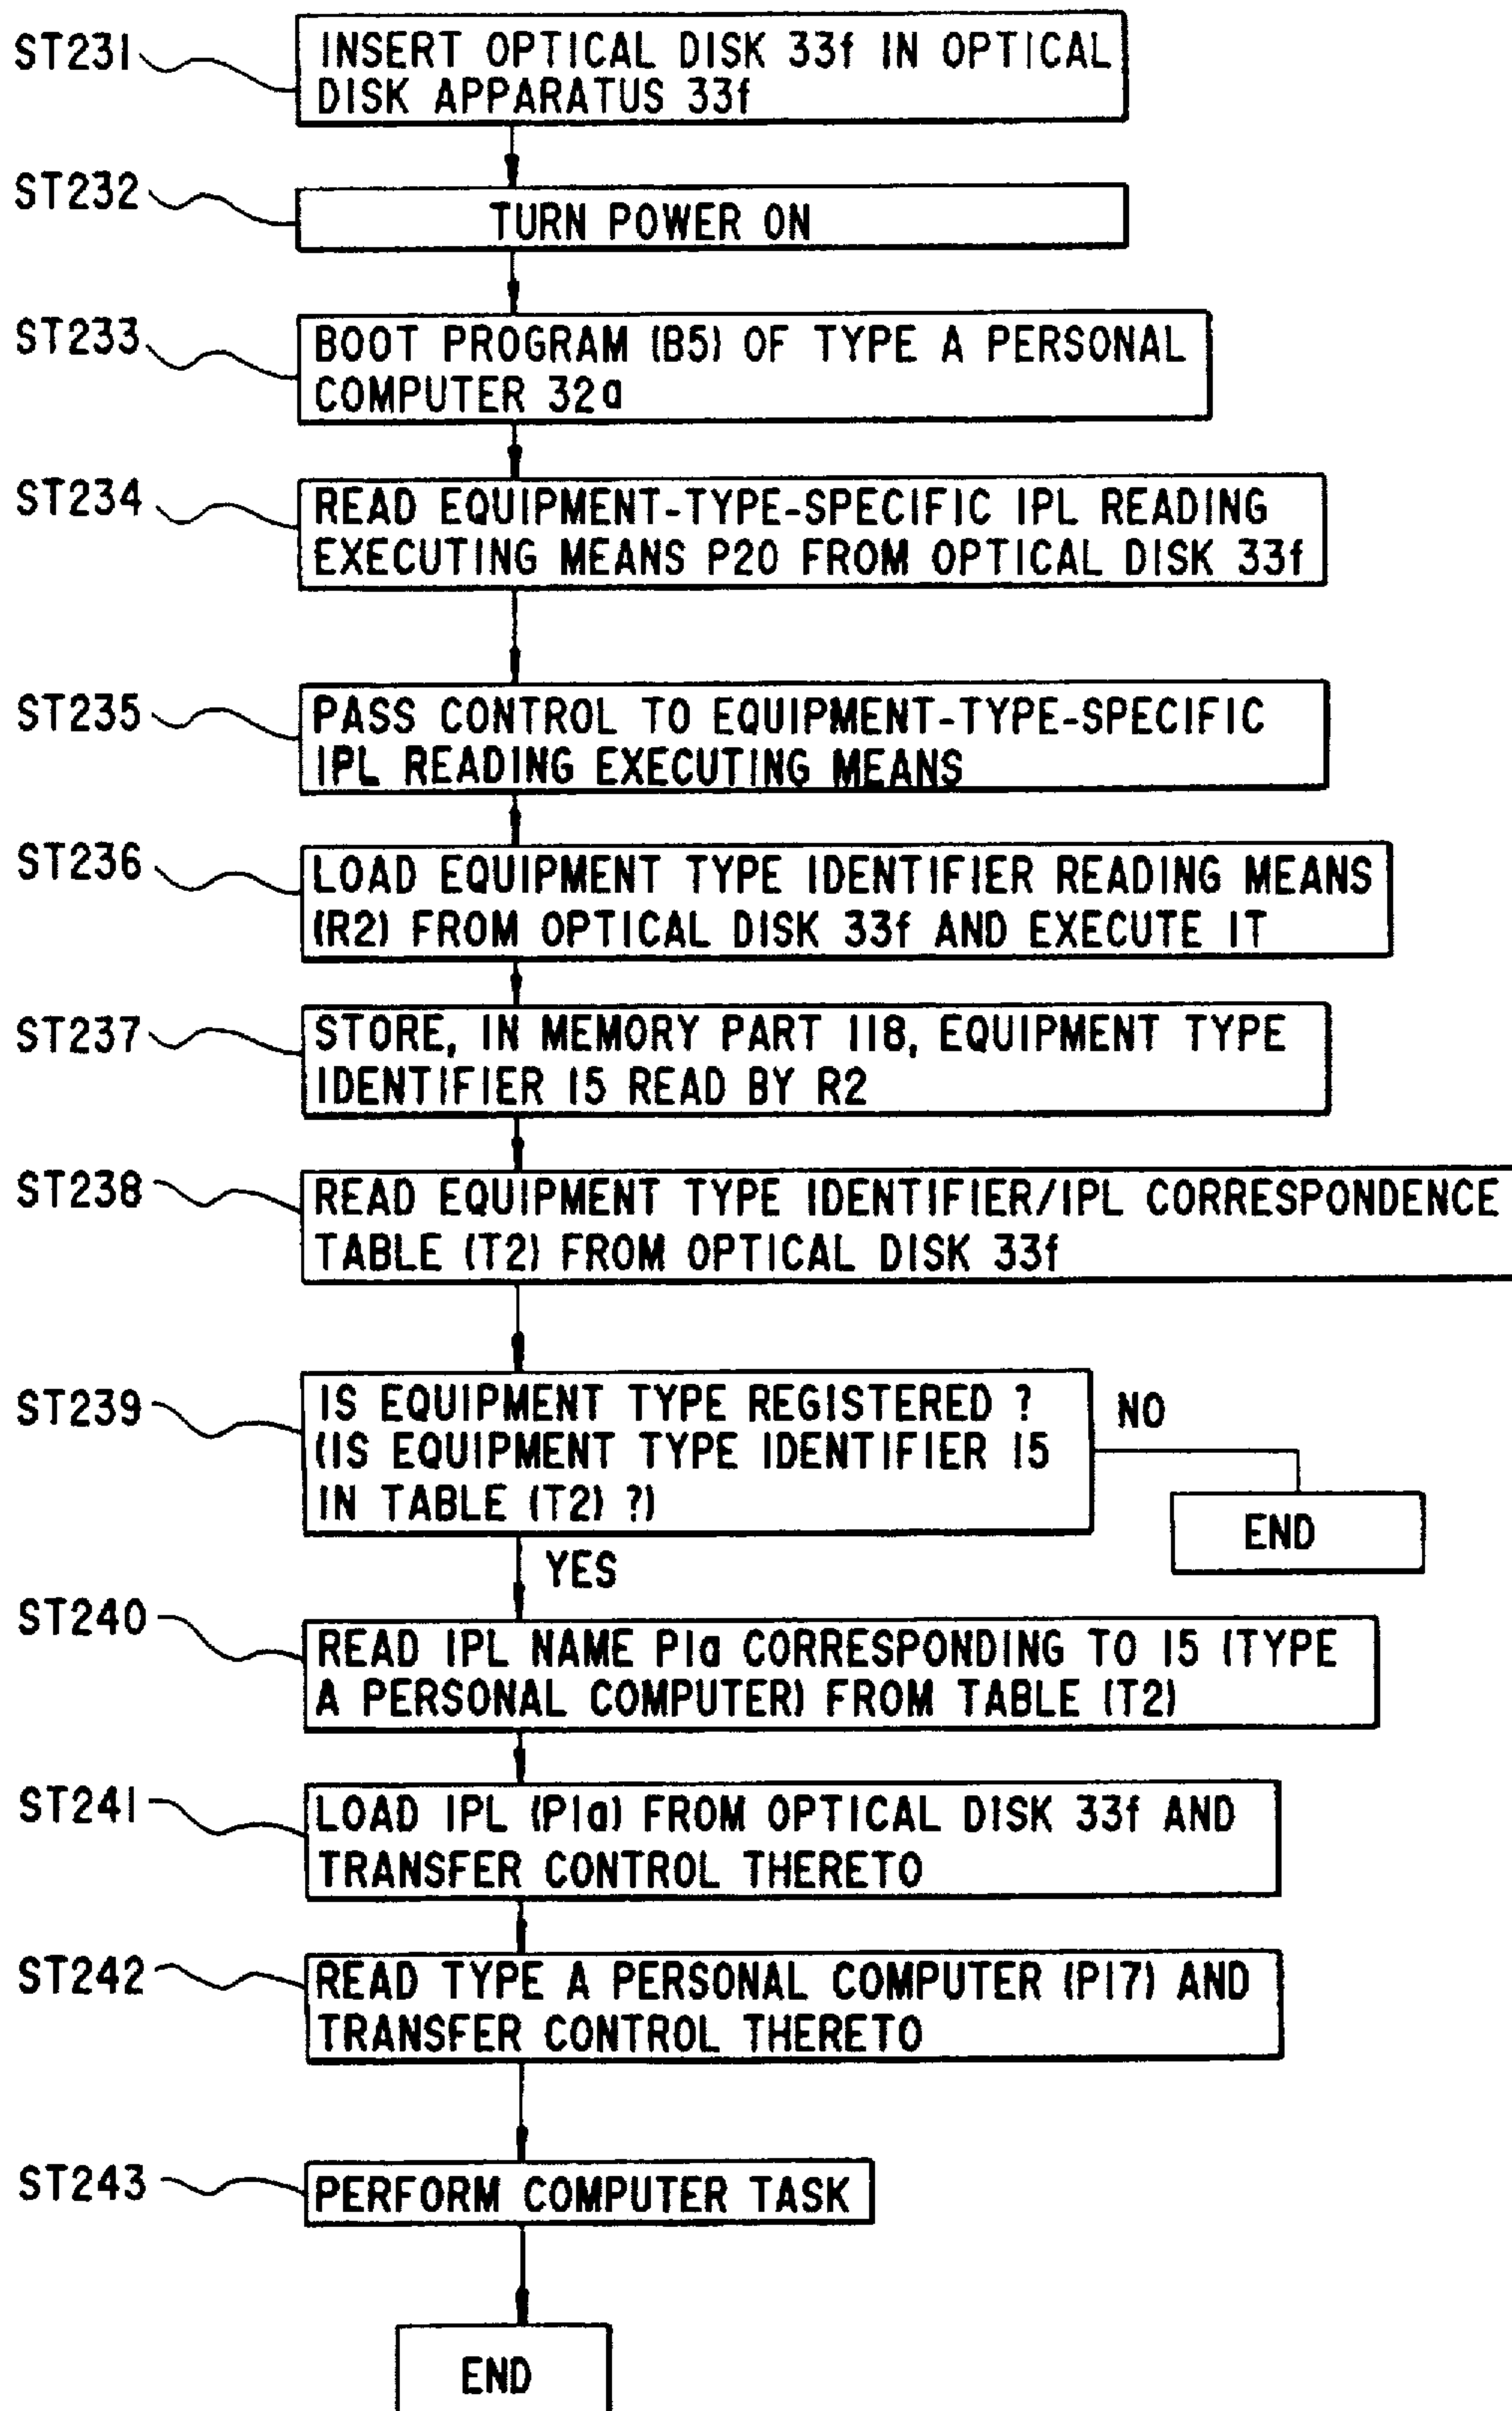 ST231
INSERT OPTICAL DISK 33f IN OPTICAL
DISK APPARATUS 33f
ST232
TURN POWER ON
ST233
BOOT PROGRAM (B5) OF TYPE A PERSONAL
COMPUTER 32a
ST234
READ EQUIPMENT-TYPE-SPECIFIC IPL READING
EXECUTING MEANS P20 FROM OPTICAL DISK 33f
ST235
PASS CONTROL TO EQUIPMENT-TYPE-SPECIFIC
IPL READING EXECUTING MEANS
ST236
LOAD EQUIPMENT TYPE IDENTIFIER READING MEANS
(R2) FROM OPTICAL DISK 33f AND EXECUTE IT
ST237
STORE, IN MEMORY PART 118, EQUIPMENT TYPE
IDENTIFIER I5 READ BY R2
ST238
READ EQUIPMENT TYPE IDENTIFIER/IPL CORRESPONDENCE
TABLE (T2) FROM OPTICAL DISK 33f
ST239
IS EQUIPMENT TYPE REGISTERED ?
(IS EQUIPMENT TYPE IDENTIFIER I5
IN TABLE (T2) ?)
NO
END
YES
ST240
READ IPL NAME P1a CORRESPONDING TO I5 (TYPE
A PERSONAL COMPUTER) FROM TABLE (T2)
ST241
LOAD IPL (P1a) FROM OPTICAL DISK 33f AND
TRANSFER CONTROL THERETO
ST242
READ TYPE A PERSONAL COMPUTER (P17) AND
TRANSFER CONTROL THERETO
ST243
PERFORM COMPUTER TASK
END